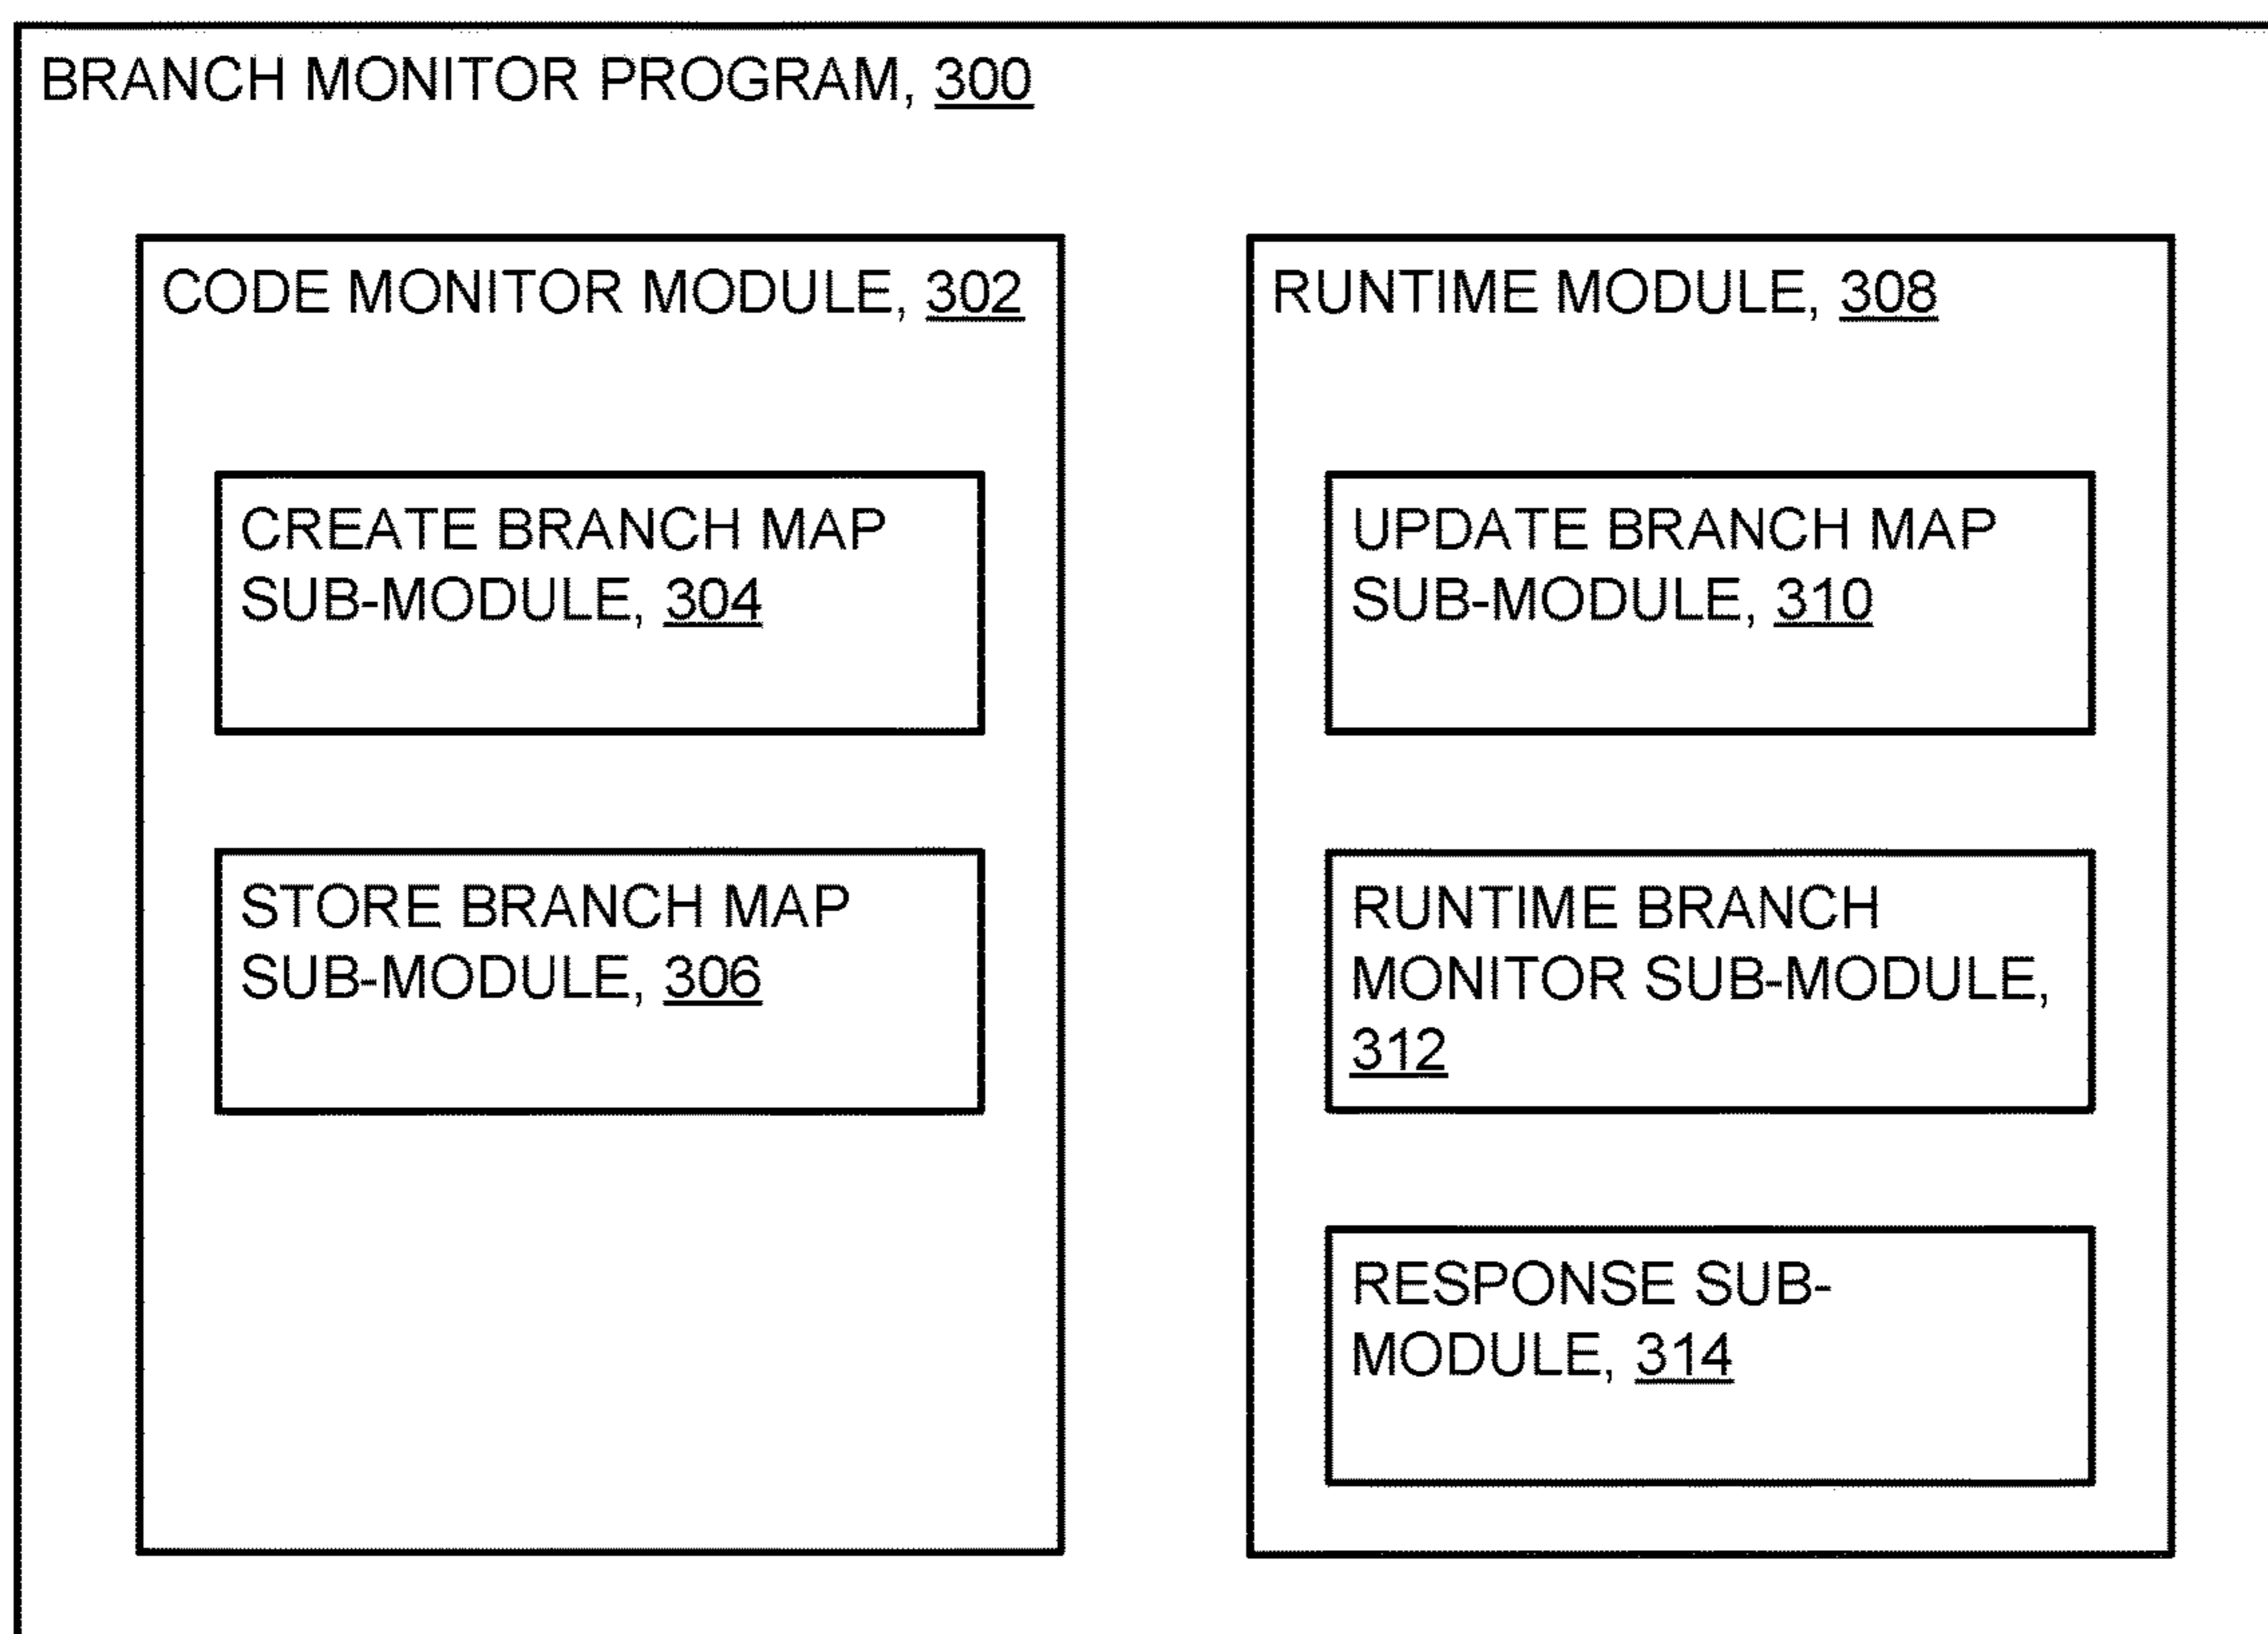 BRANCH MONITOR PROGRAM, 300
CODE MONITOR MODULE, 302
CREATE BRANCH MAP
SUB-MODULE, 304
STORE BRANCH MAP
SUB-MODULE, 306
RUNTIME MODULE, 308
UPDATE BRANCH MAP
SUB-MODULE, 310
RUNTIME BRANCH
MONITOR SUB-MODULE,
312
RESPONSE SUB-
MODULE, 314